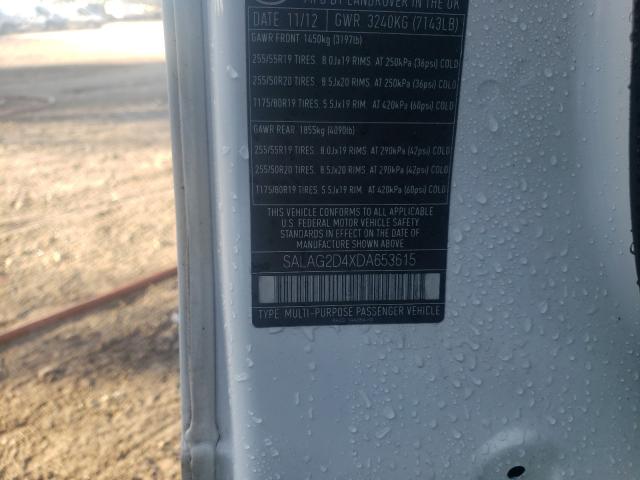 MFG BY LANDROVER IN THE UK
DATE 11/12 GWR 3240KG (7143LB)
GAWR FRONT 1450kg (3197lb)
255/55R19 TIRES 8.0Jx19 RIMS AT 250kPa (36psi) COLD
255/50R20 TIRES 8.5Jx20 RIMS AT 250kPa (36psi) COLD
T175/80R19 TIRES 5.5Jx19 RIM AT 420kPa (60psi) COLD
GAWR REAR 1855kg (4090lb)
255/55R19 TIRES 8.0Jx19 RIMS AT 290kPa (42psi) COLD
255/50R20 TIRES 8.5Jx20 RIMS AT 290kPa (42psi) COLD
T175/80R19 TIRES 5.5Jx19 RIM AT 420kPa (60psi) COLD
THIS VEHICLE CONFORMS TO ALL APPLICABLE
U.S. FEDERAL MOTOR VEHICLE SAFETY
STANDARDS IN EFFECT ON THE DATE OF
MANUFACTURE SHOWN ABOVE.
SALAG2D4XDA653615
TYPE: MULTI-PURPOSE PASSENGER VEHICLE